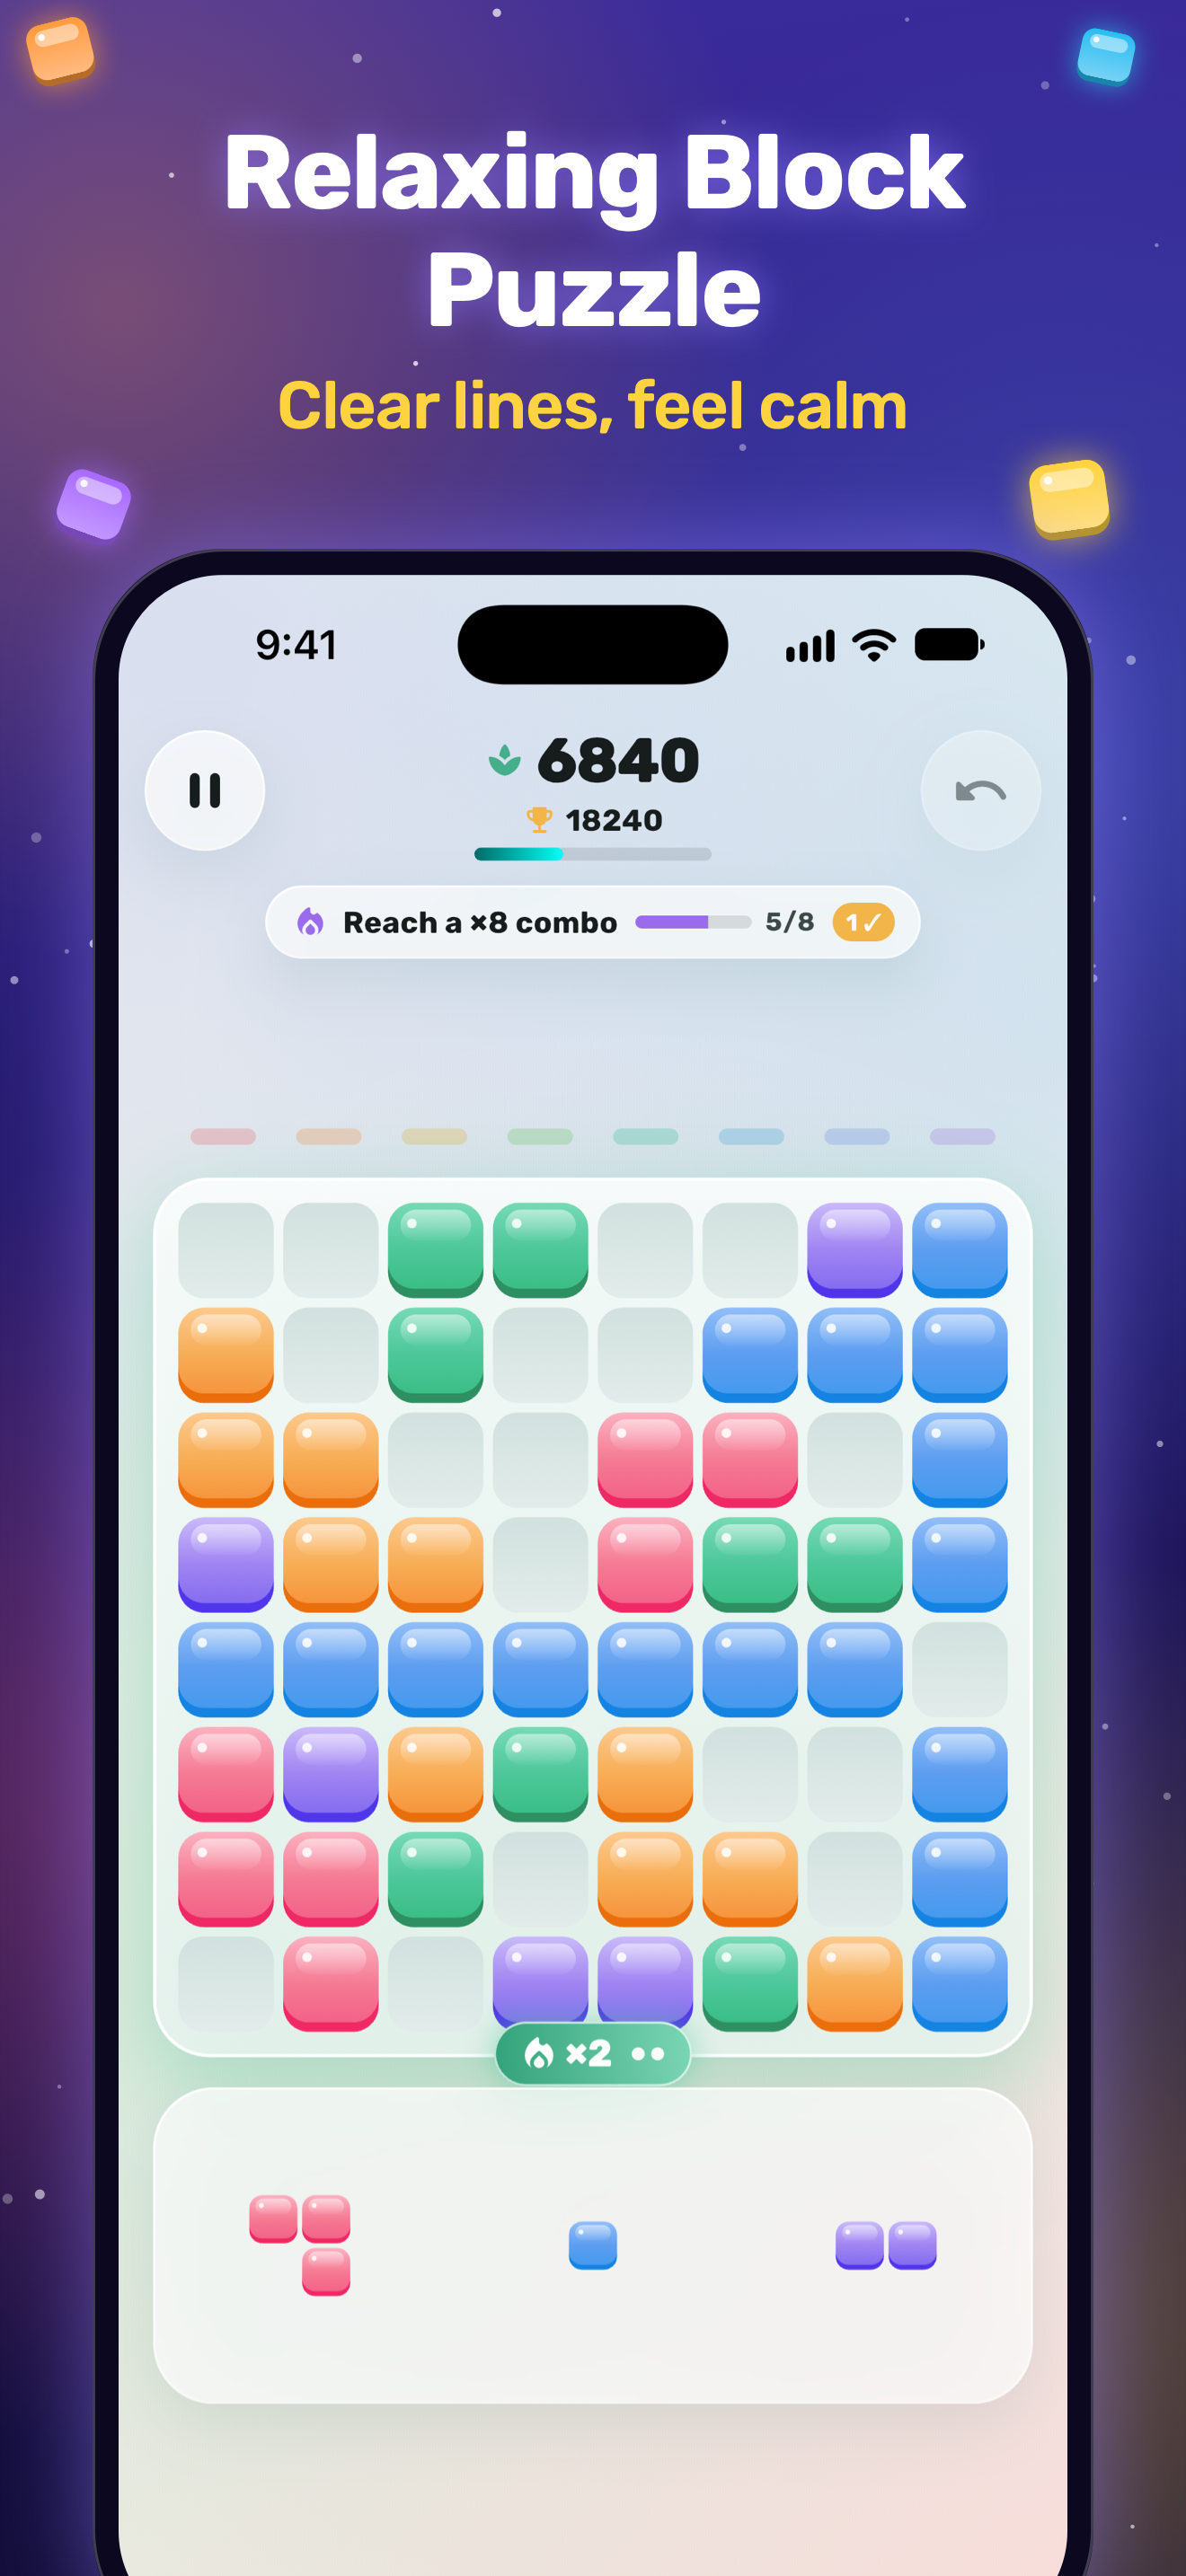 Relaxing Block
Puzzle
Clear lines, feel calm
9:41
6840
18240
Reach a ×8 combo 5/8 1✓
×2